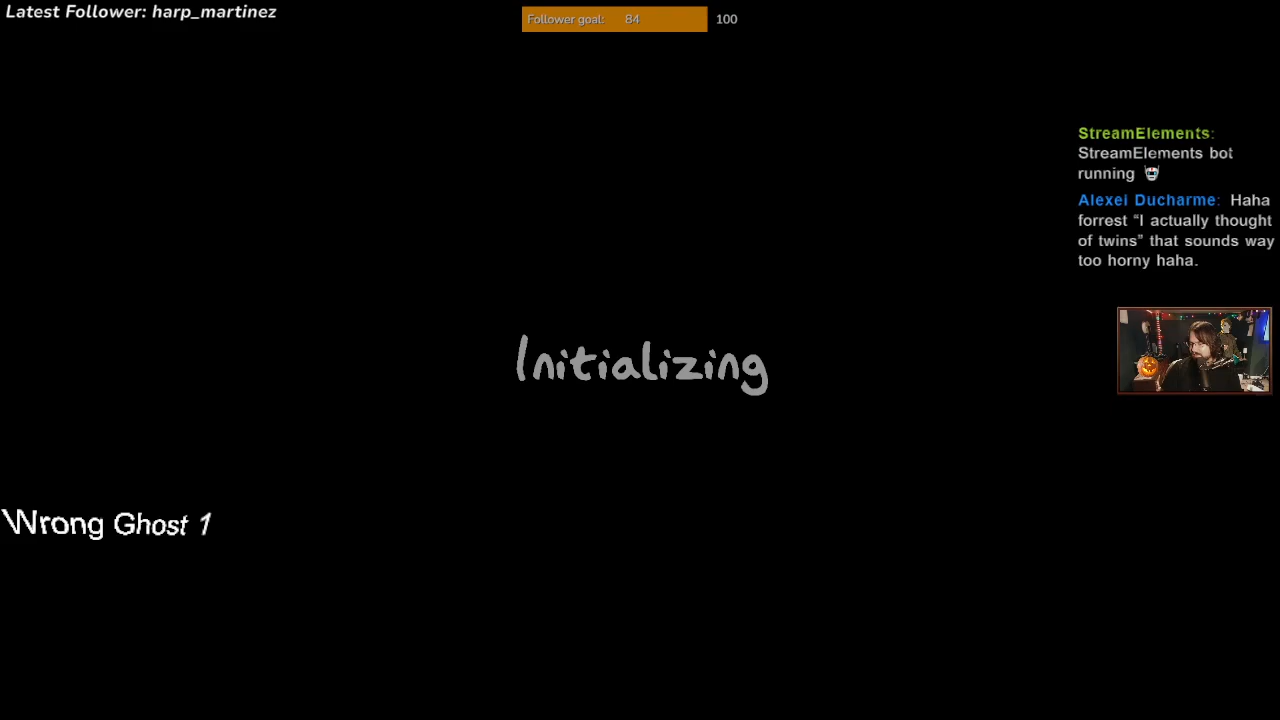 Latest Follower: harp_martinez
Follower goal: 84 100
StreamElements:
StreamElements bot
running
Alexei Ducharme: Haha
forrest “I actually thought
of twins” that sounds way
too horny haha.
Initializing
Wrong Ghost 1